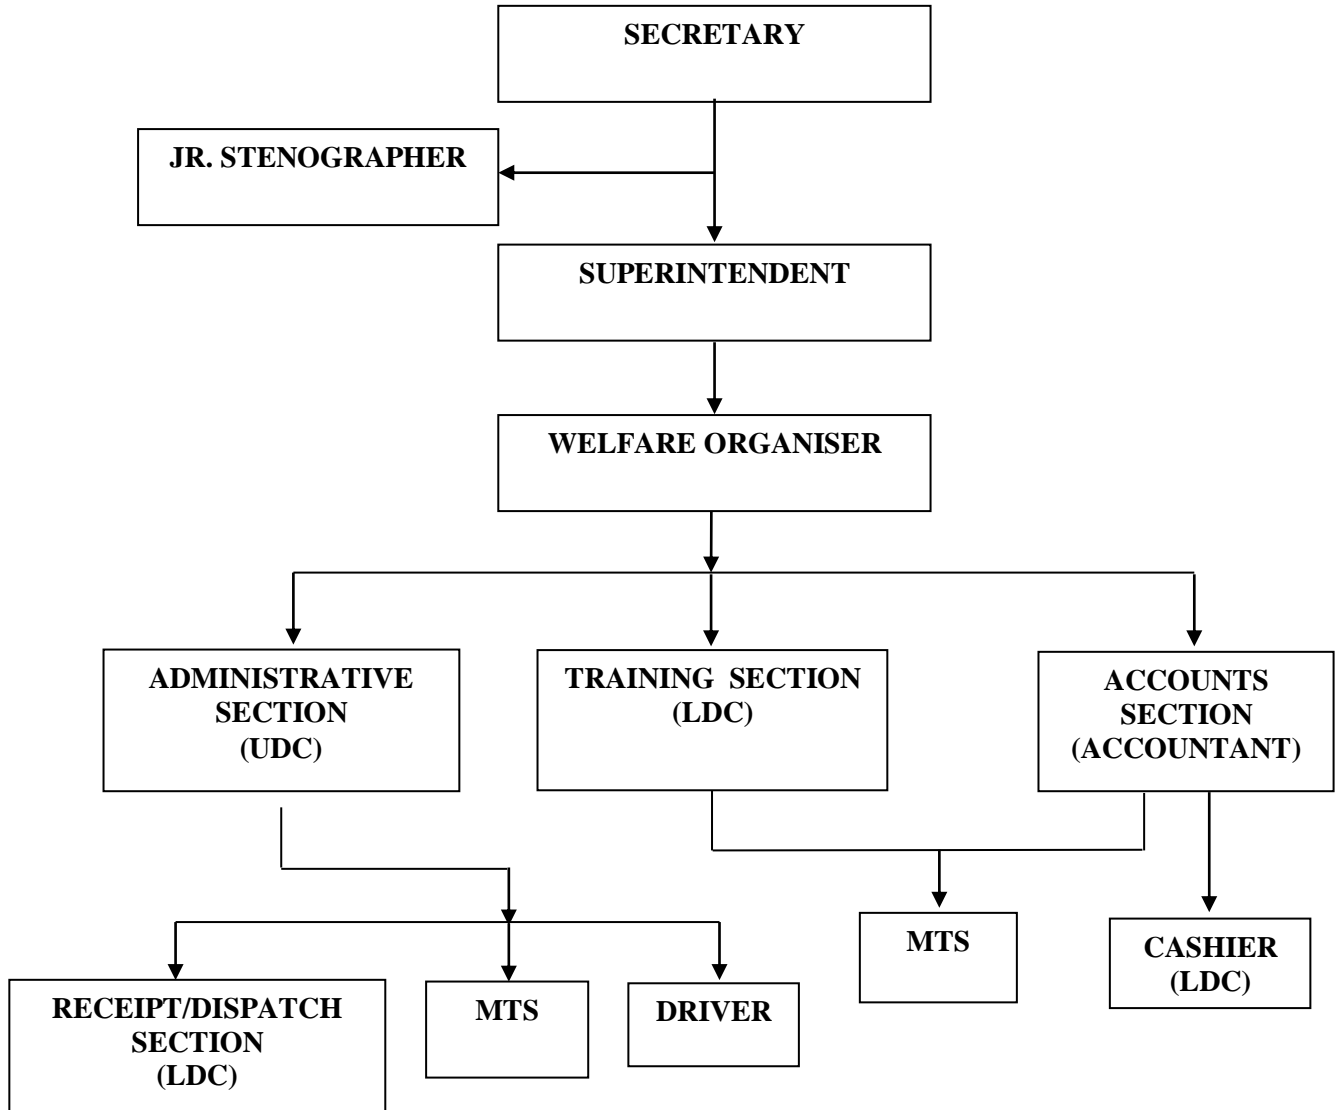 SECRETARY
JR. STENOGRAPHER
SUPERINTENDENT
WELFARE ORGANISER
ADMINISTRATIVE
SECTION
(UDC)
TRAINING SECTION
(LDC)
ACCOUNTS
SECTION
(ACCOUNTANT)
RECEIPT/DISPATCH
SECTION
(LDC)
MTS
DRIVER
MTS
CASHIER
(LDC)